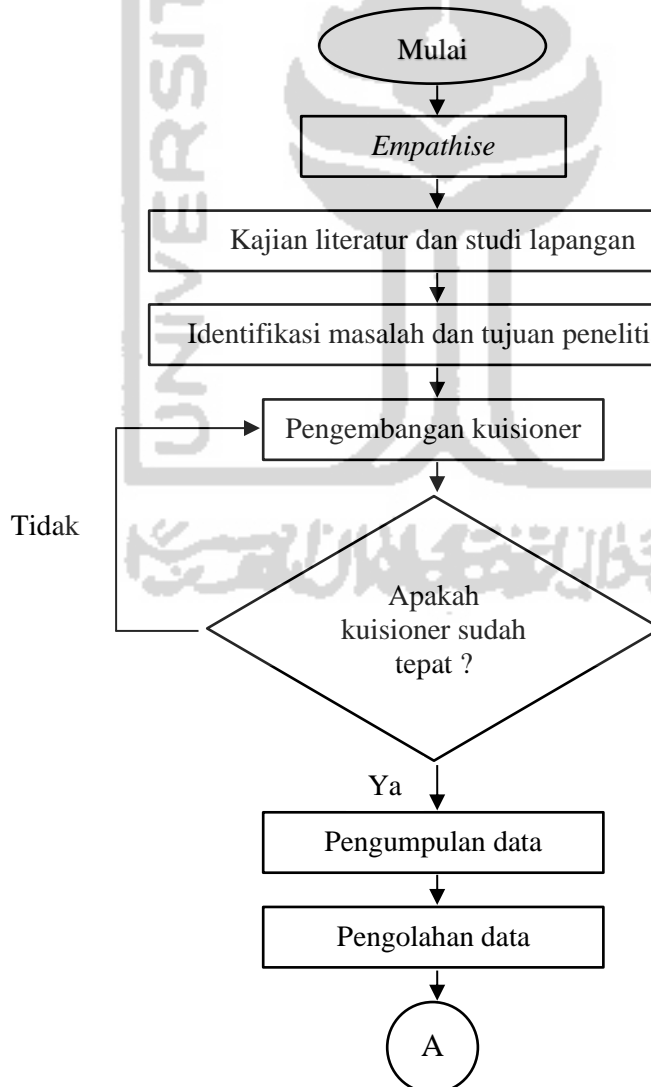 UNIVERSIT
Mulai
Empathise
Kajian literatur dan studi lapangan
Identifikasi masalah dan tujuan peneliti
Pengembangan kuisioner
Tidak
Apakah
kuisioner sudah
tepat ?
Ya
Pengumpulan data
Pengolahan data
A